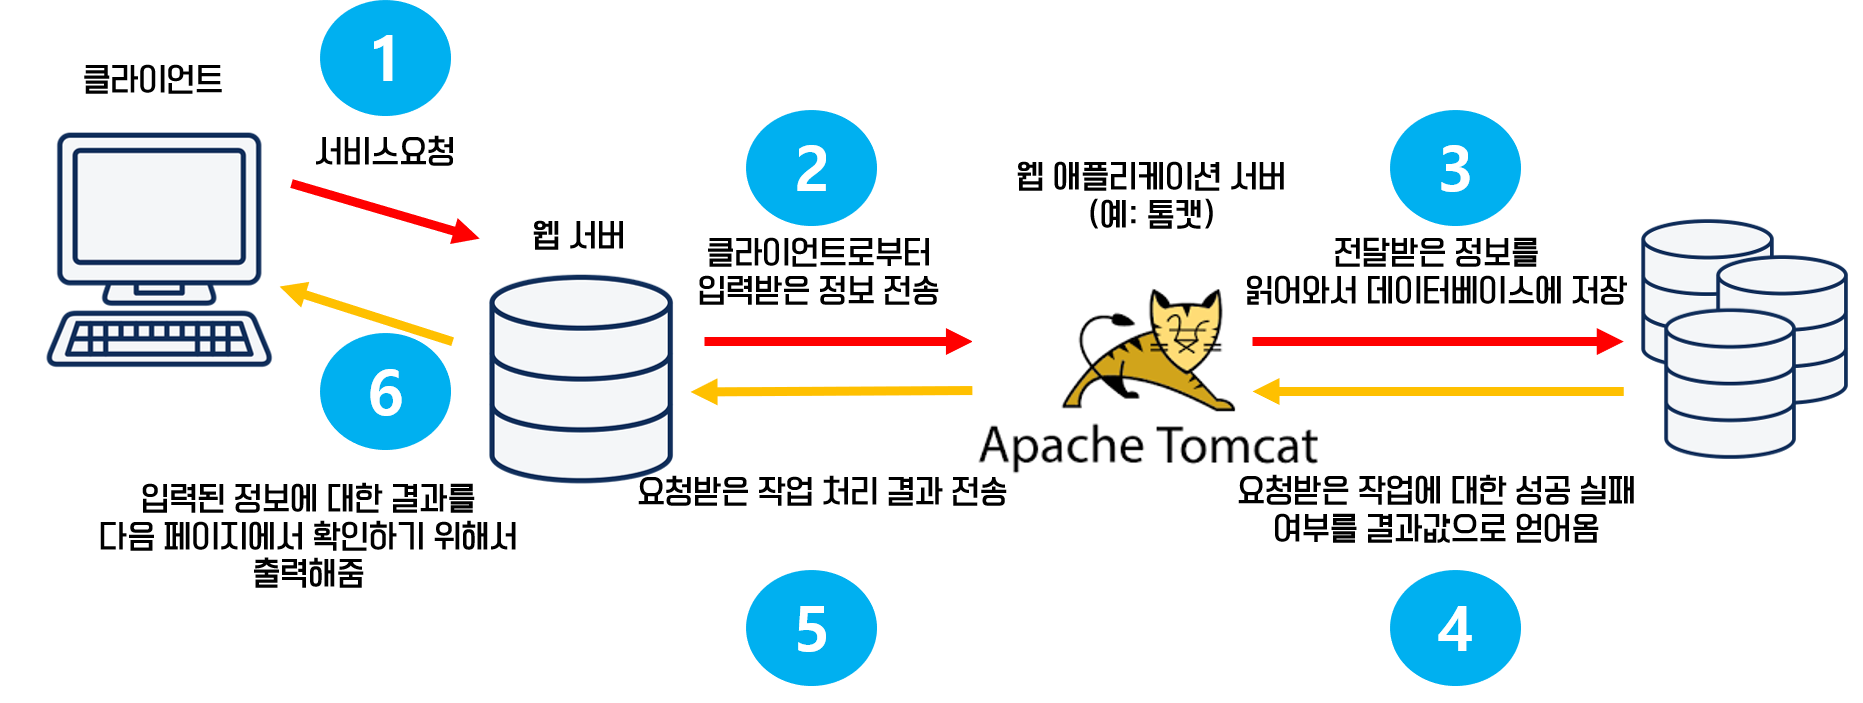 클라이언트
1
서비스요청
웹 서버
2
클라이언트로부터
입력받은 정보 전송
웹 애플리케이션 서버
(예: 톰캣)
Apache Tomcat
3
전달받은 정보를
읽어와서 데이터베이스에 저장
요청받은 작업에 대한 성공 실패
여부를 결과값으로 얻어옴
4
요청받은 작업 처리 결과 전송
5
6
입력된 정보에 대한 결과를
다음 페이지에서 확인하기 위해서
출력해줌